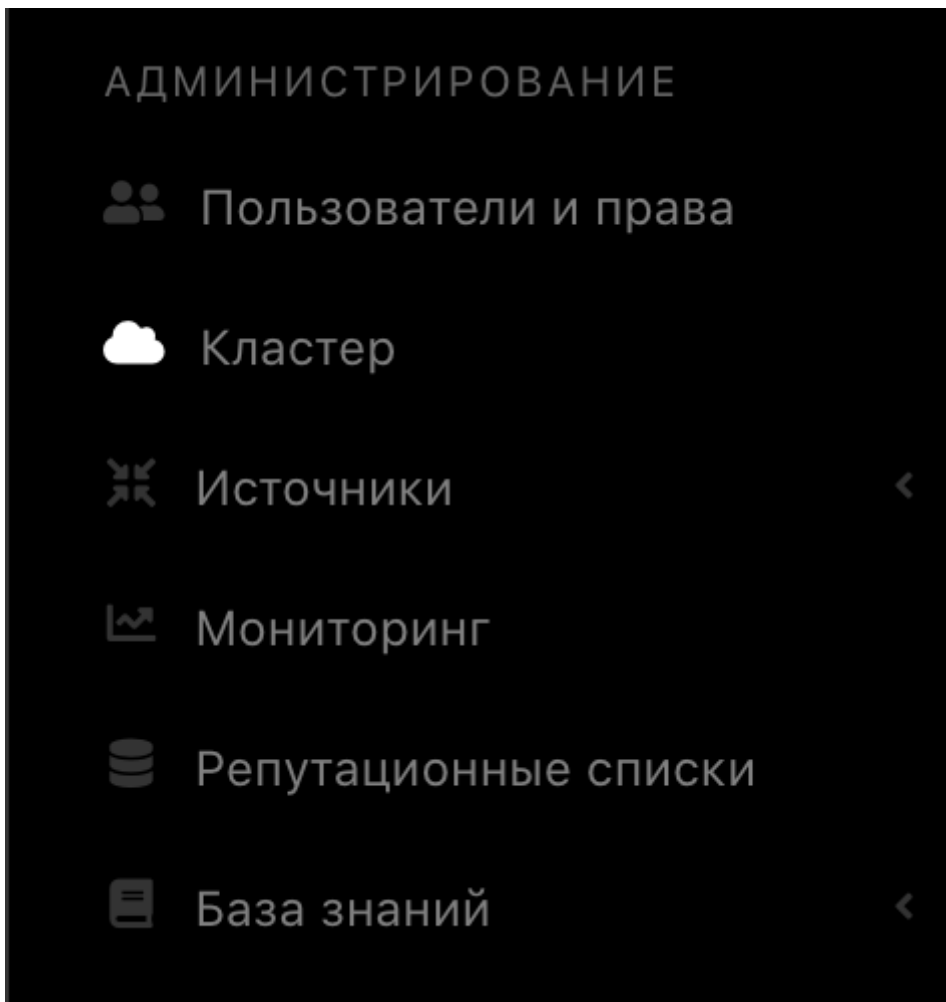 АДМИНИСТРИРОВАНИЕ
Пользователи и права
Кластер
Источники
Мониторинг
Репутационные списки
База знаний